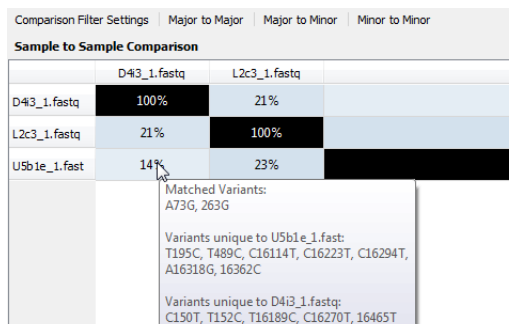 Comparison Filter Settings Major to Major Major to Minor Minor to Minor
Sample to Sample Comparison
D4i3_1.fastq L2c3_1.fastq
D4i3_1.fastq 100% 21%
L2c3_1.fastq 21% 100%
U5b1e_1.fast 14% 23%
Matched Variants:
A73G, 263G
Variants unique to U5b1e_1.fast:
T195C, T489C, C16114T, C16223T, C16294T,
A16318G, 16362C
Variants unique to D4i3_1.fastq:
C150T, T152C, T16189C, C16270T, 16465T